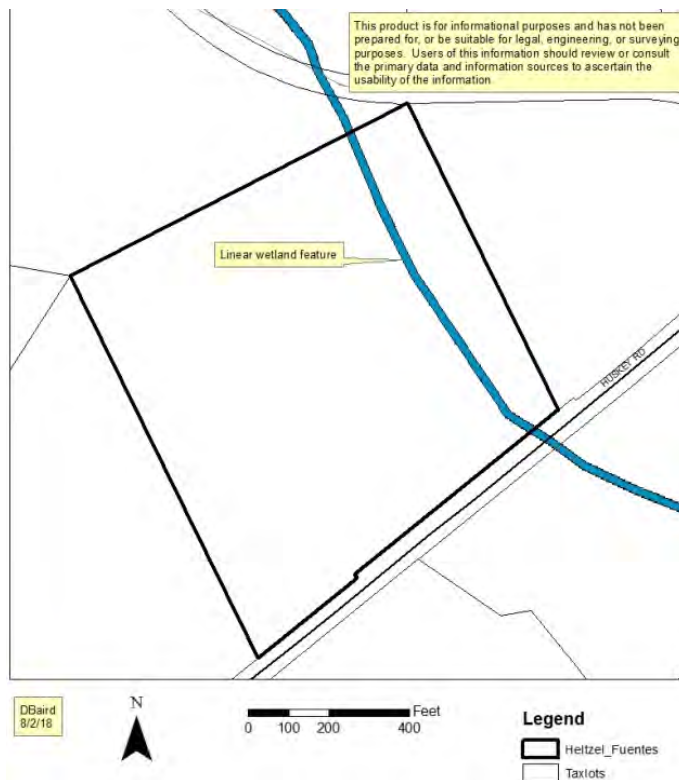 This product is for informational purposes and has not been
prepared for, or be suitable for legal, engineering, or surveying
purposes. Users of this information should review or consult
the primary data and information sources to ascertain the
usability of the information.
Linear wetland feature
HUSKEY RD
DBaird
8/2/18
N
Feet
0 100 200 400
Legend
Heltzel_Fuentes
Taxlots